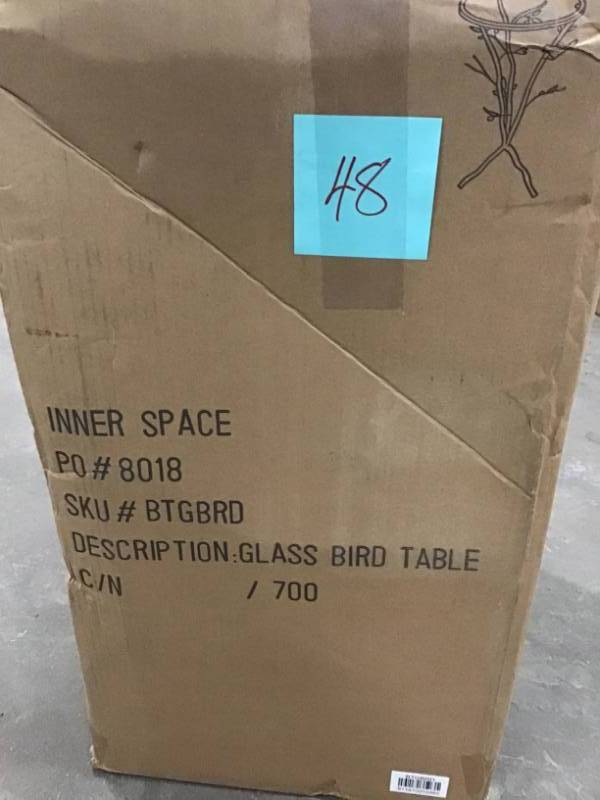 48
INNER SPACE
PO # 8018
SKU # BTGBRD
DESCRIPTION:GLASS BIRD TABLE
C/N / 700